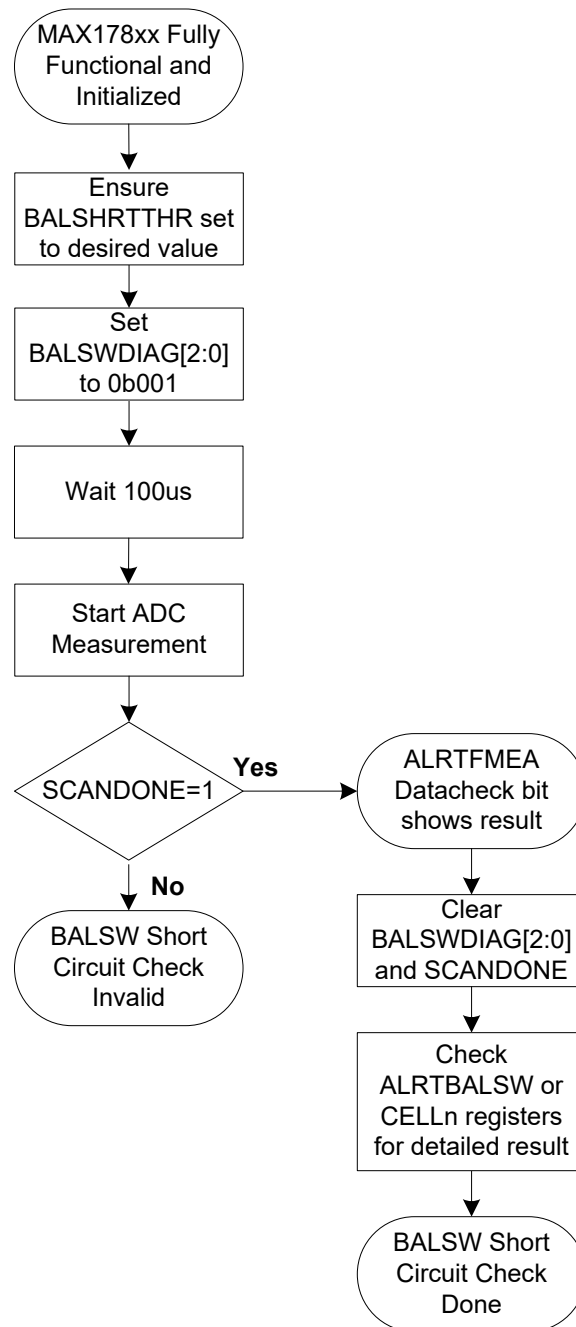 MAX178xx Fully
Functional and
Initialized
Ensure
BALSHRTTHR set
to desired value
Set
BALSWDIAG[2:0]
to 0b001
Wait 100us
Start ADC
Measurement
SCANDONE=1
Yes
No
BALSW Short
Circuit Check
Invalid
ALRTFMEA
Datacheck bit
shows result
Clear
BALSWDIAG[2:0]
and SCANDONE
Check
ALRTBALSW or
CELLn registers
for detailed result
BALSW Short
Circuit Check
Done